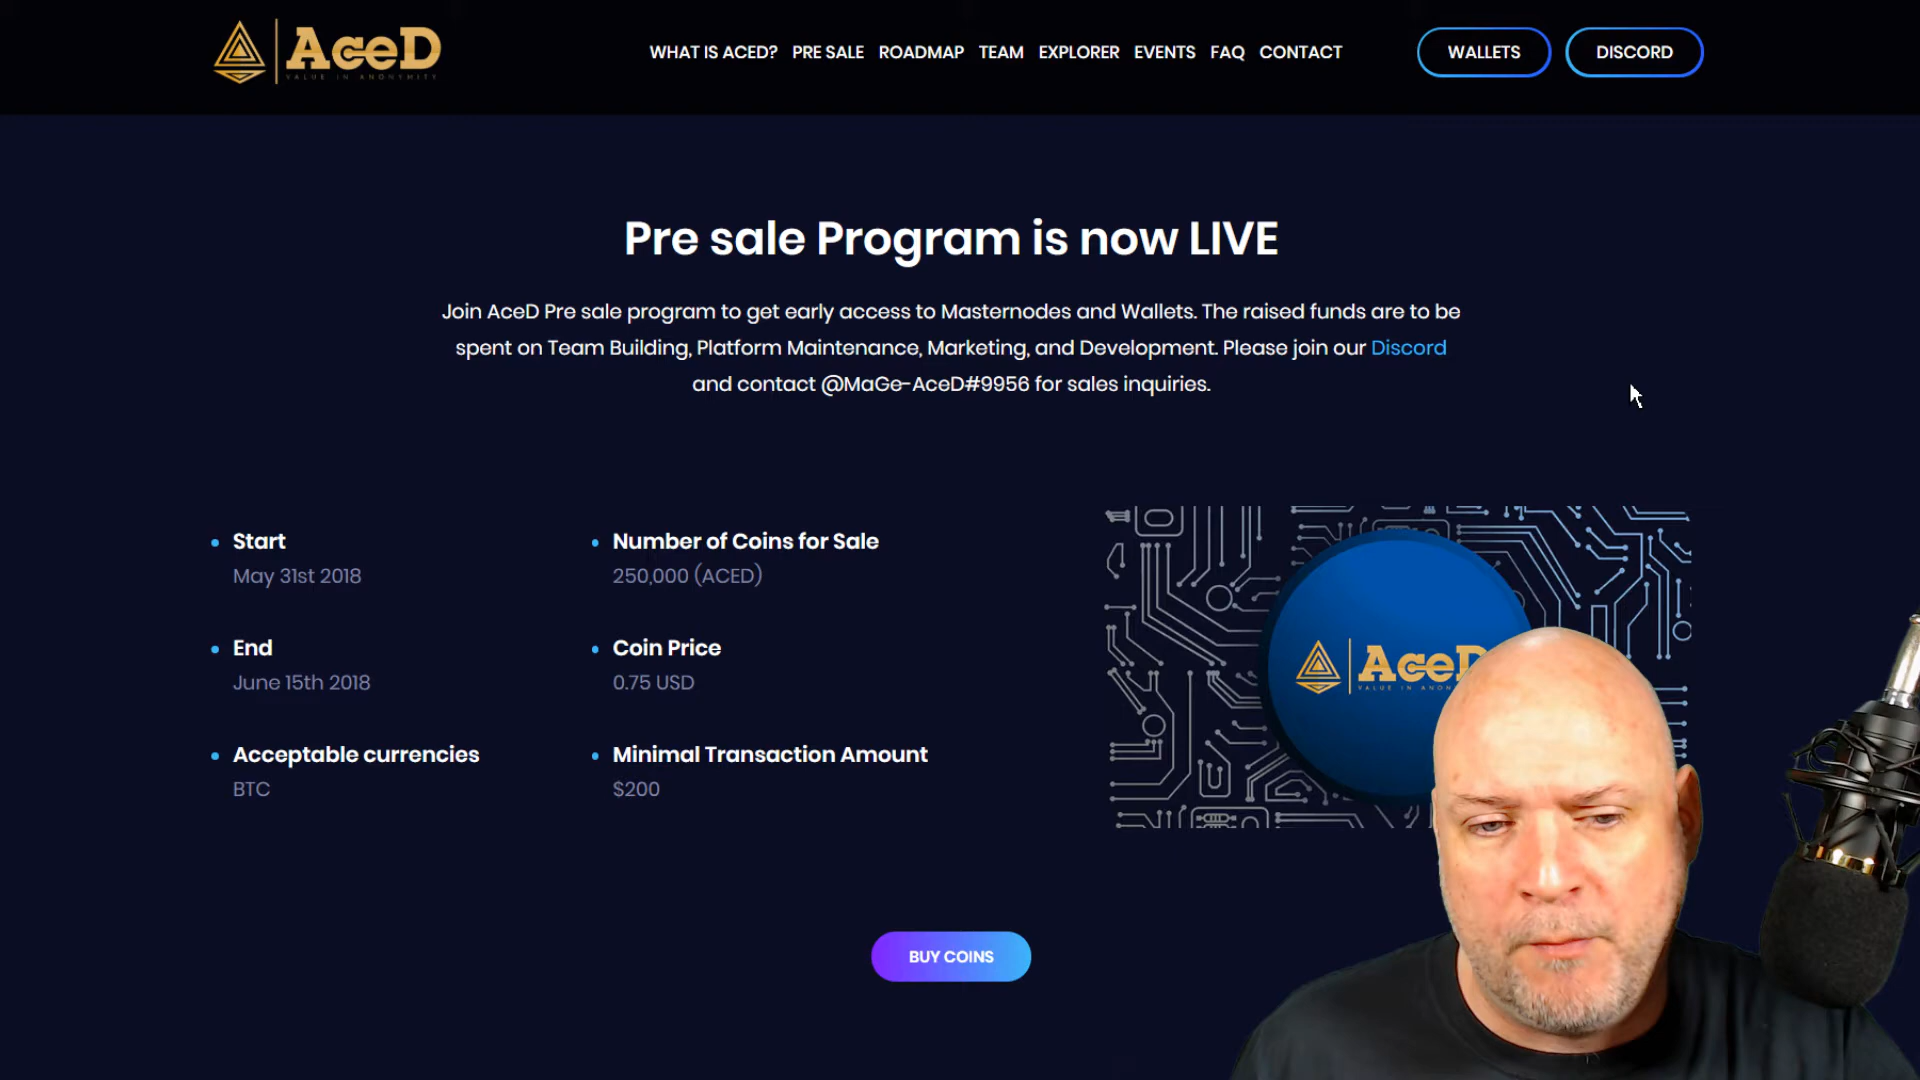 AceD
VALUE IN ANONYMITY
WHAT IS ACED? PRE SALE ROADMAP TEAM EXPLORER EVENTS FAQ CONTACT WALLETS DISCORD
Pre sale Program is now LIVE
Join AceD Pre sale program to get early access to Masternodes and Wallets. The raised funds are to be
spent on Team Building, Platform Maintenance, Marketing, and Development. Please join our Discord
and contact @MaGe-AceD#9956 for sales inquiries.
Start
May 31st 2018
Number of Coins for Sale
250,000 (ACED)
End
June 15th 2018
Coin Price
0.75 USD
Acceptable currencies
BTC
Minimal Transaction Amount
$200
AceD
VALUE IN
BUY COINS